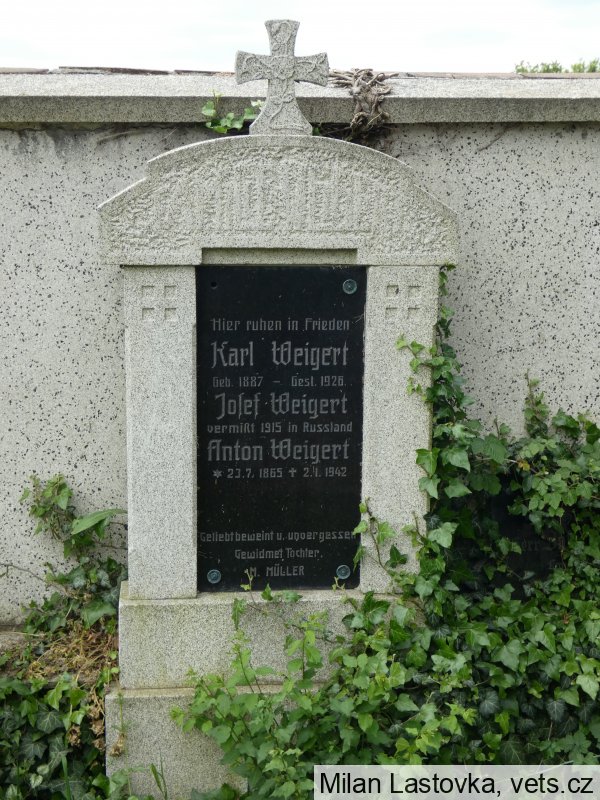 Hier ruhen in Frieden
Karl Weigert
Geb. 1887 - Gest. 1926.
Josef Weigert
vermißt 1915 in Russland
Anton Weigert
* 23.7. 1865 + 2.1. 1942
Geliebt beweint u. unvergessen
Gewidmet Tochter.
M. MÜLLER
Milan Lastovka, vets.cz